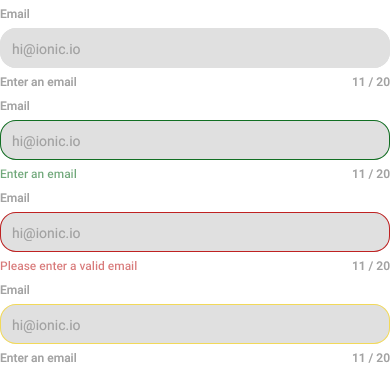 Email
hi@ionic.io
Enter an email 11 / 20
Email
hi@ionic.io
Enter an email 11 / 20
Email
hi@ionic.io
Please enter a valid email 11 / 20
Email
hi@ionic.io
Enter an email 11 / 20